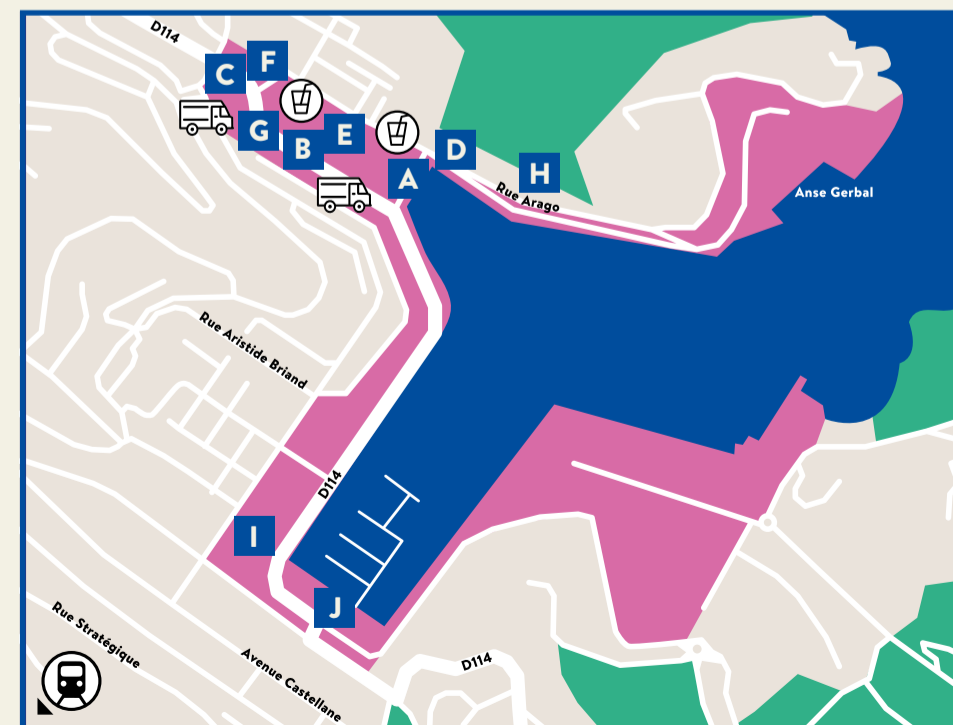 D114
F
C
G
E
B
D
A
H
Rue Arago
Anse Gerbal
Rue Aristide Briand
D114
I
J
Rue Stratégique
Avenue Castellane
D114